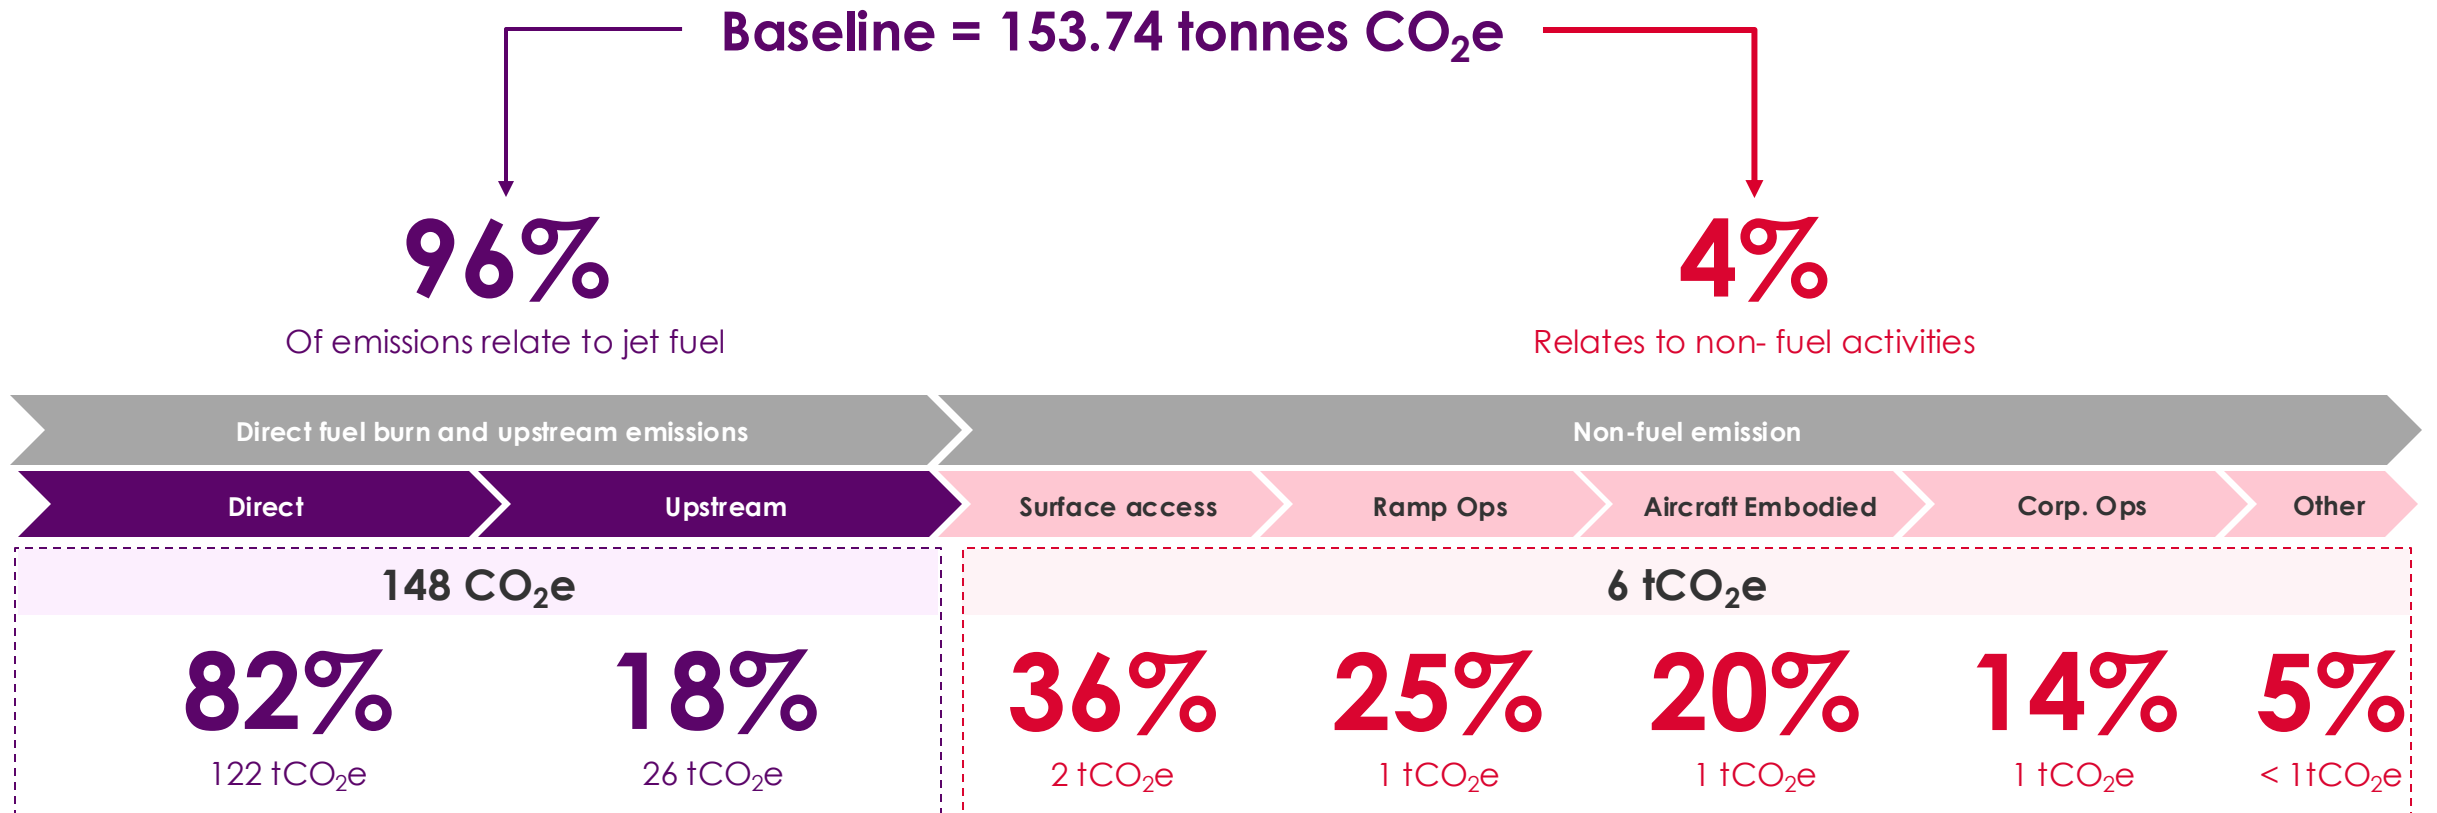 Baseline = 153.74 tonnes CO₂e
96%
Of emissions relate to jet fuel
4%
Relates to non- fuel activities
Direct fuel burn and upstream emissions
Non-fuel emission
Direct
Upstream
Surface access
Ramp Ops
Aircraft Embodied
Corp. Ops
Other
148 CO₂e
6 tCO₂e
82%
18%
36%
25%
20%
14%
5%
122 tCO₂e
26 tCO₂e
2 tCO₂e
1 tCO₂e
1 tCO₂e
1 tCO₂e
< 1tCO₂e